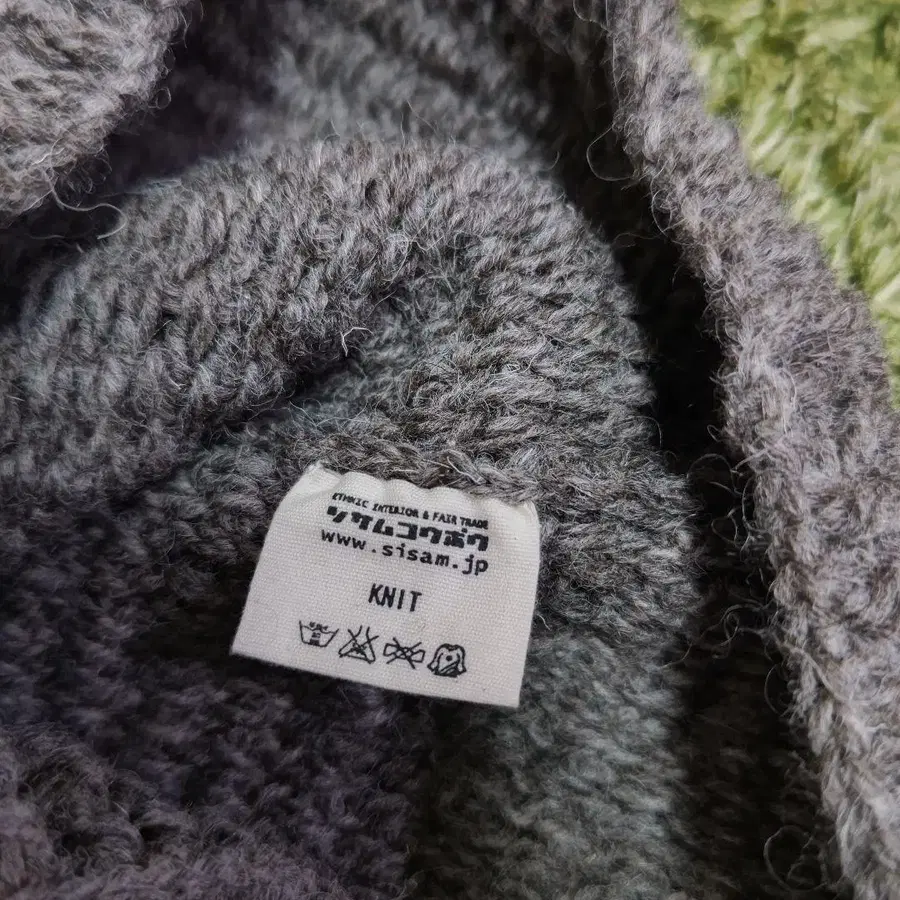 ETHNIC INTERIOR & FAIR TRADE
シサムコウボウ
www.sisam.jp
KNIT